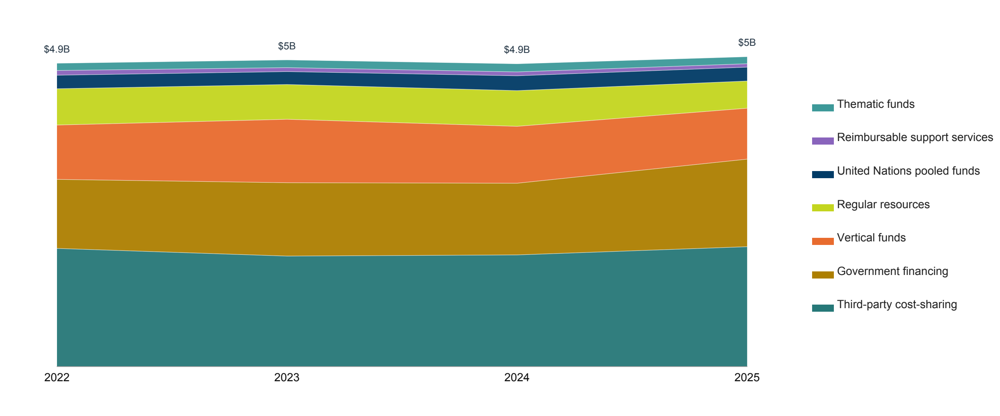 $4.9B
$5B
$4.9B
$5B
Thematic funds
Reimbursable support services
United Nations pooled funds
Regular resources
Vertical funds
Government financing
Third-party cost-sharing
2022
2023
2024
2025